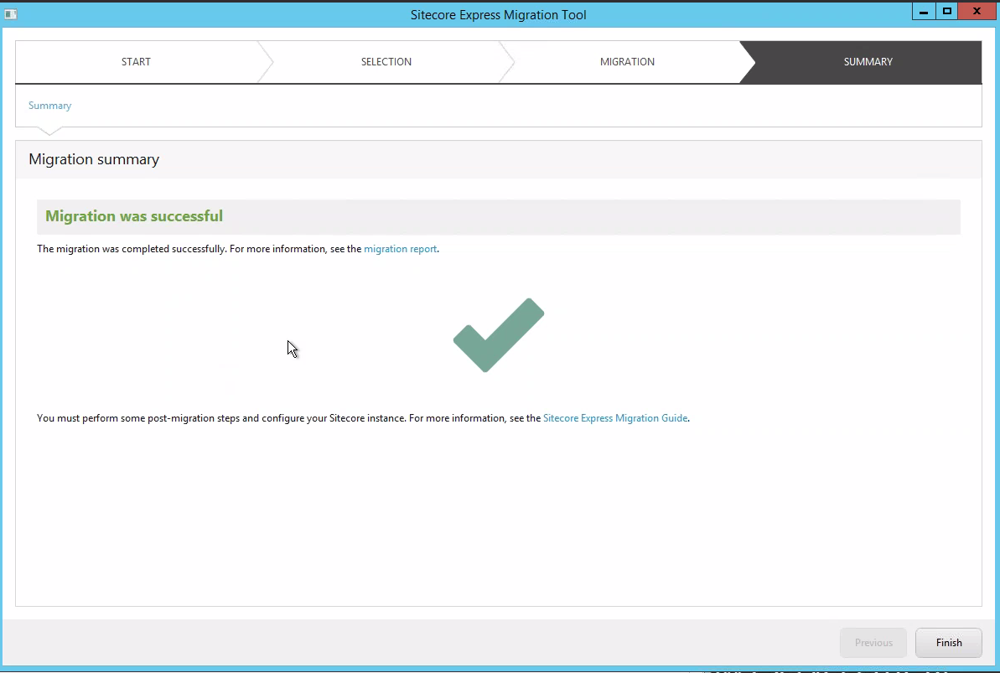 Sitecore Express Migration Tool
START
SELECTION
MIGRATION
SUMMARY
Summary
Migration summary
Migration was successful
The migration was completed successfully. For more information, see the migration report.
You must perform some post-migration steps and configure your Sitecore instance. For more information, see the Sitecore Express Migration Guide.
Previous
Finish